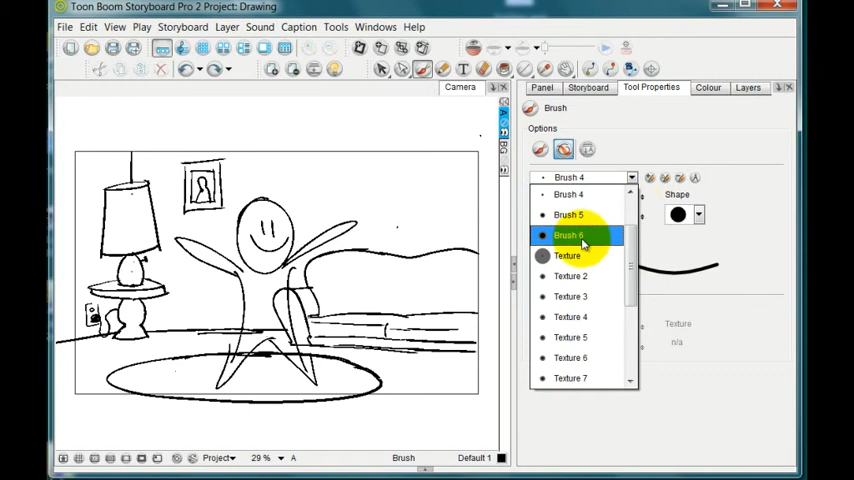 Toon Boom Storyboard Pro 2 Project: Drawing
File Edit View Play Storyboard Layer Sound Caption Tools Windows Help
Camera
Panel Storyboard Tool Properties Colour Layers
Brush
Options
Brush 4
Brush 4
Shape
Brush 5
Brush 6
Texture
Texture 2
Texture 3
Texture 4
Texture
Texture 5
n/a
Texture 6
Texture 7
A
BG
Project 29 % A Brush Default 1